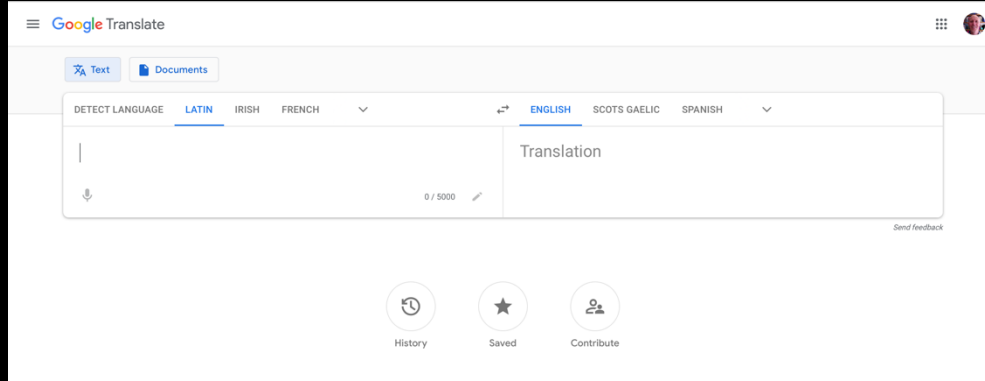 Google Translate
Text Documents
DETECT LANGUAGE LATIN IRISH FRENCH ENGLISH SCOTS GAELIC SPANISH
Translation
0 / 5000
Send feedback
History Saved Contribute